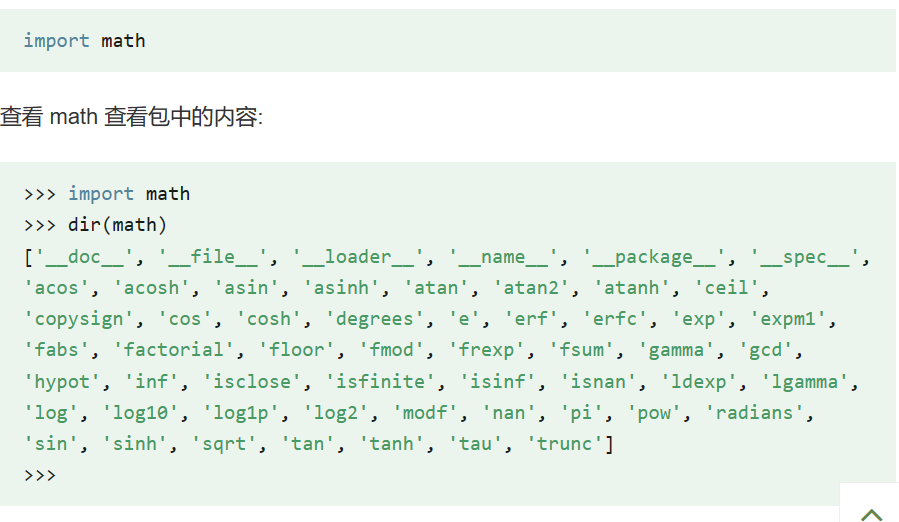 import math
查看 math 查看包中的内容:
>>> import math
>>> dir(math)
['__doc__', '__file__', '__loader__', '__name__', '__package__', '__spec__',
'acos', 'acosh', 'asin', 'asinh', 'atan', 'atan2', 'atanh', 'ceil',
'copysign', 'cos', 'cosh', 'degrees', 'e', 'erf', 'erfc', 'exp', 'expm1',
'fabs', 'factorial', 'floor', 'fmod', 'frexp', 'fsum', 'gamma', 'gcd',
'hypot', 'inf', 'isclose', 'isfinite', 'isinf', 'isnan', 'ldexp', 'lgamma',
'log', 'log10', 'log1p', 'log2', 'modf', 'nan', 'pi', 'pow', 'radians',
'sin', 'sinh', 'sqrt', 'tan', 'tanh', 'tau', 'trunc']
>>>